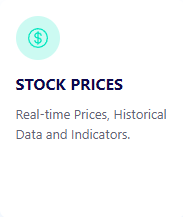 STOCK PRICES
Real-time Prices, Historical
Data and Indicators.